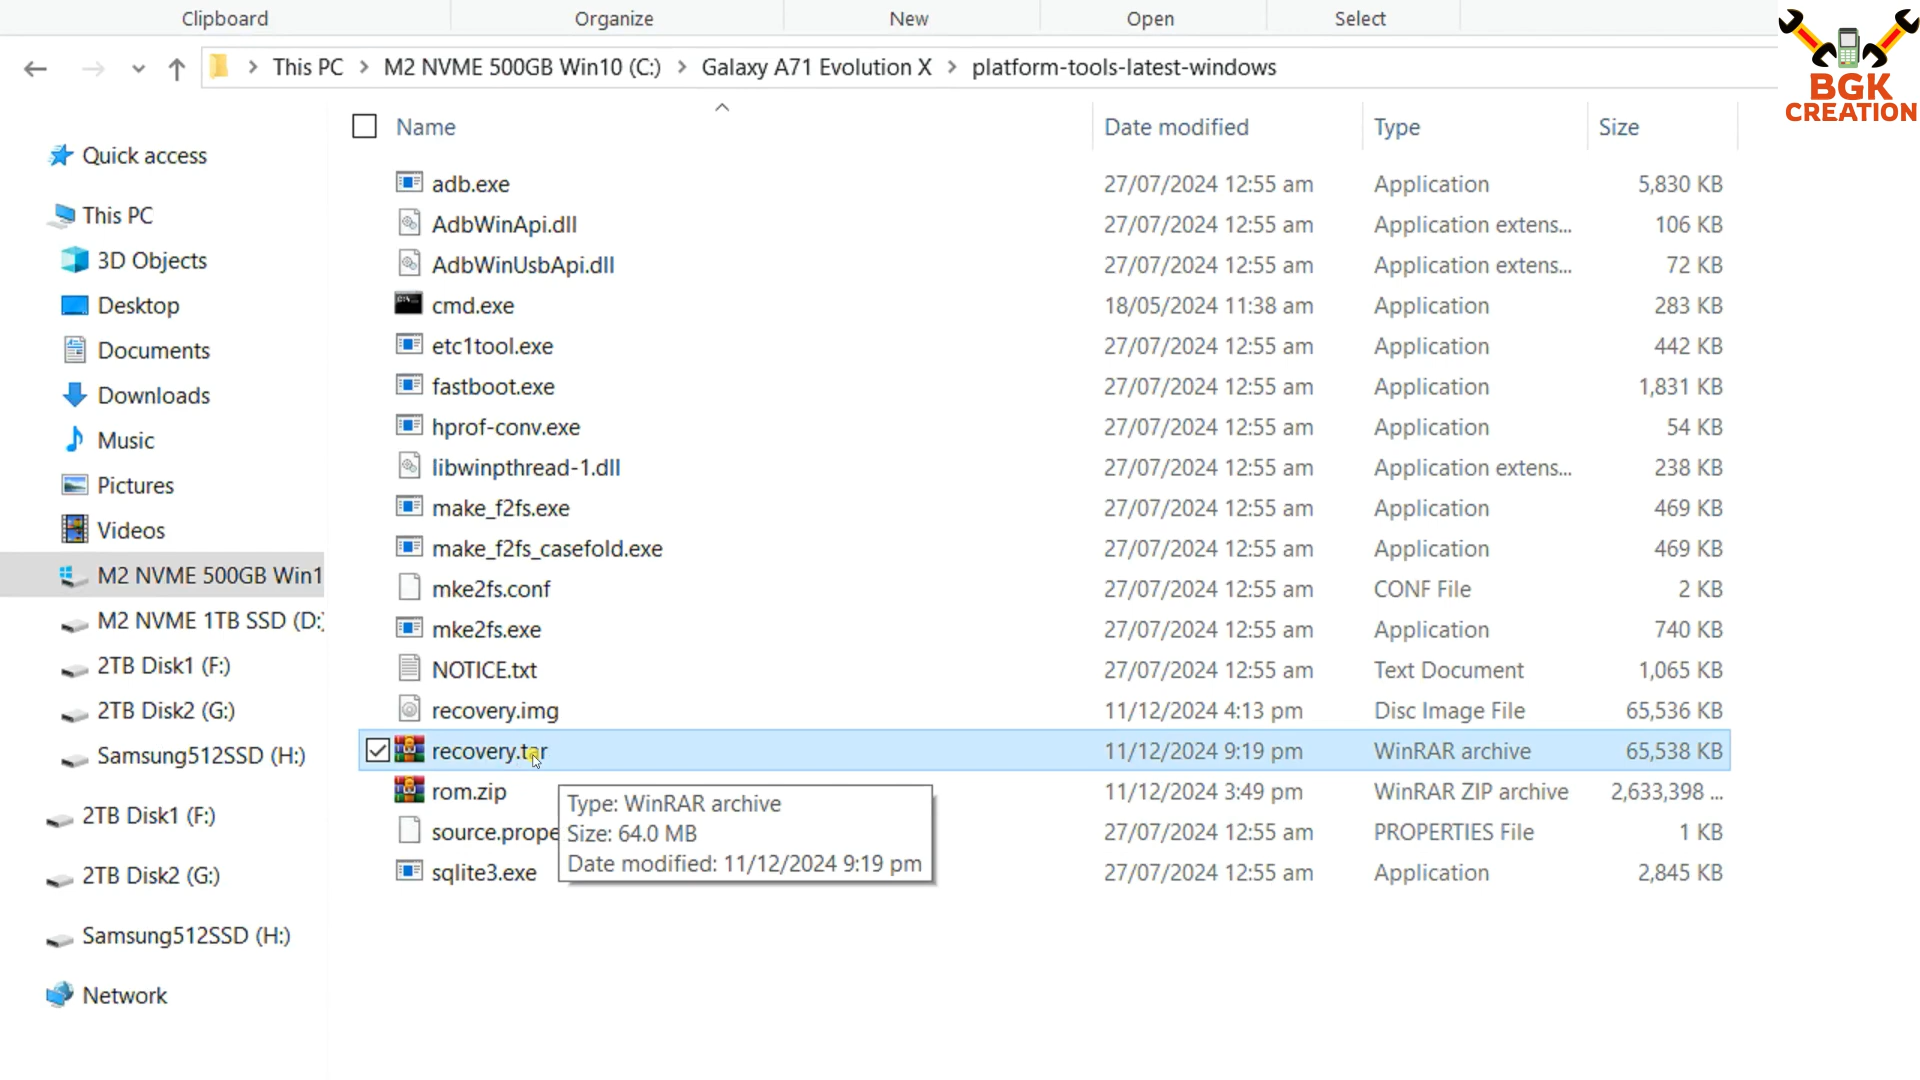 Clipboard Organize New Open Select
This PC > M2 NVME 500GB Win10 (C:) > Galaxy A71 Evolution X > platform-tools-latest-windows
BGK
CREATION
Quick access
This PC
3D Objects
Desktop
Documents
Downloads
Music
Pictures
Videos
M2 NVME 500GB Win1
M2 NVME 1TB SSD (D:)
2TB Disk1 (F:)
2TB Disk2 (G:)
Samsung512SSD (H:)
2TB Disk1 (F:)
2TB Disk2 (G:)
Samsung512SSD (H:)
Network
Name Date modified Type Size
adb.exe 27/07/2024 12:55 am Application 5,830 KB
AdbWinApi.dll 27/07/2024 12:55 am Application extens... 106 KB
AdbWinUsbApi.dll 27/07/2024 12:55 am Application extens... 72 KB
cmd.exe 18/05/2024 11:38 am Application 283 KB
etc1tool.exe 27/07/2024 12:55 am Application 442 KB
fastboot.exe 27/07/2024 12:55 am Application 1,831 KB
hprof-conv.exe 27/07/2024 12:55 am Application 54 KB
libwinpthread-1.dll 27/07/2024 12:55 am Application extens... 238 KB
make_f2fs.exe 27/07/2024 12:55 am Application 469 KB
make_f2fs_casefold.exe 27/07/2024 12:55 am Application 469 KB
mke2fs.conf 27/07/2024 12:55 am CONF File 2 KB
mke2fs.exe 27/07/2024 12:55 am Application 740 KB
NOTICE.txt 27/07/2024 12:55 am Text Document 1,065 KB
recovery.img 11/12/2024 4:13 pm Disc Image File 65,536 KB
recovery.tar 11/12/2024 9:19 pm WinRAR archive 65,538 KB
rom.zip 11/12/2024 3:49 pm WinRAR ZIP archive 2,633,398 ...
source.prope 27/07/2024 12:55 am PROPERTIES File 1 KB
sqlite3.exe 27/07/2024 12:55 am Application 2,845 KB
Type: WinRAR archive
Size: 64.0 MB
Date modified: 11/12/2024 9:19 pm